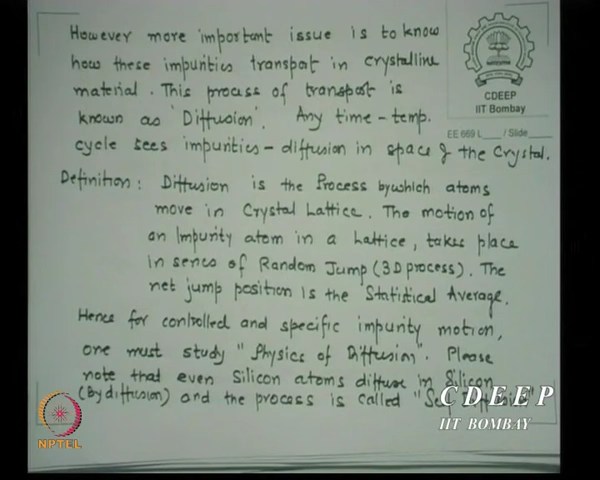 However more important issue is to know
how these impurities transport in crystalline
material. This process of transport is
known as 'Diffusion'. Any time-temp.
cycle sees impurities-diffusion in space of the Crystal.
Definition: Diffusion is the Process bywhich atoms
move in Crystal Lattice. The motion of
an Impurity atom in a Lattice, takes place
in series of Random Jump (3D process). The
net jump position is the Statistical Average.
Hence for controlled and specific impurity motion,
one must study "Physics of Diffusion". Please
note that even Silicon atoms diffuse in Silicon
(By diffusion) and the process is called "Self Diffusion"
CDEEP
IIT Bombay
EE 669 L___/Slide___
NPTEL
CDEEP
IIT BOMBAY